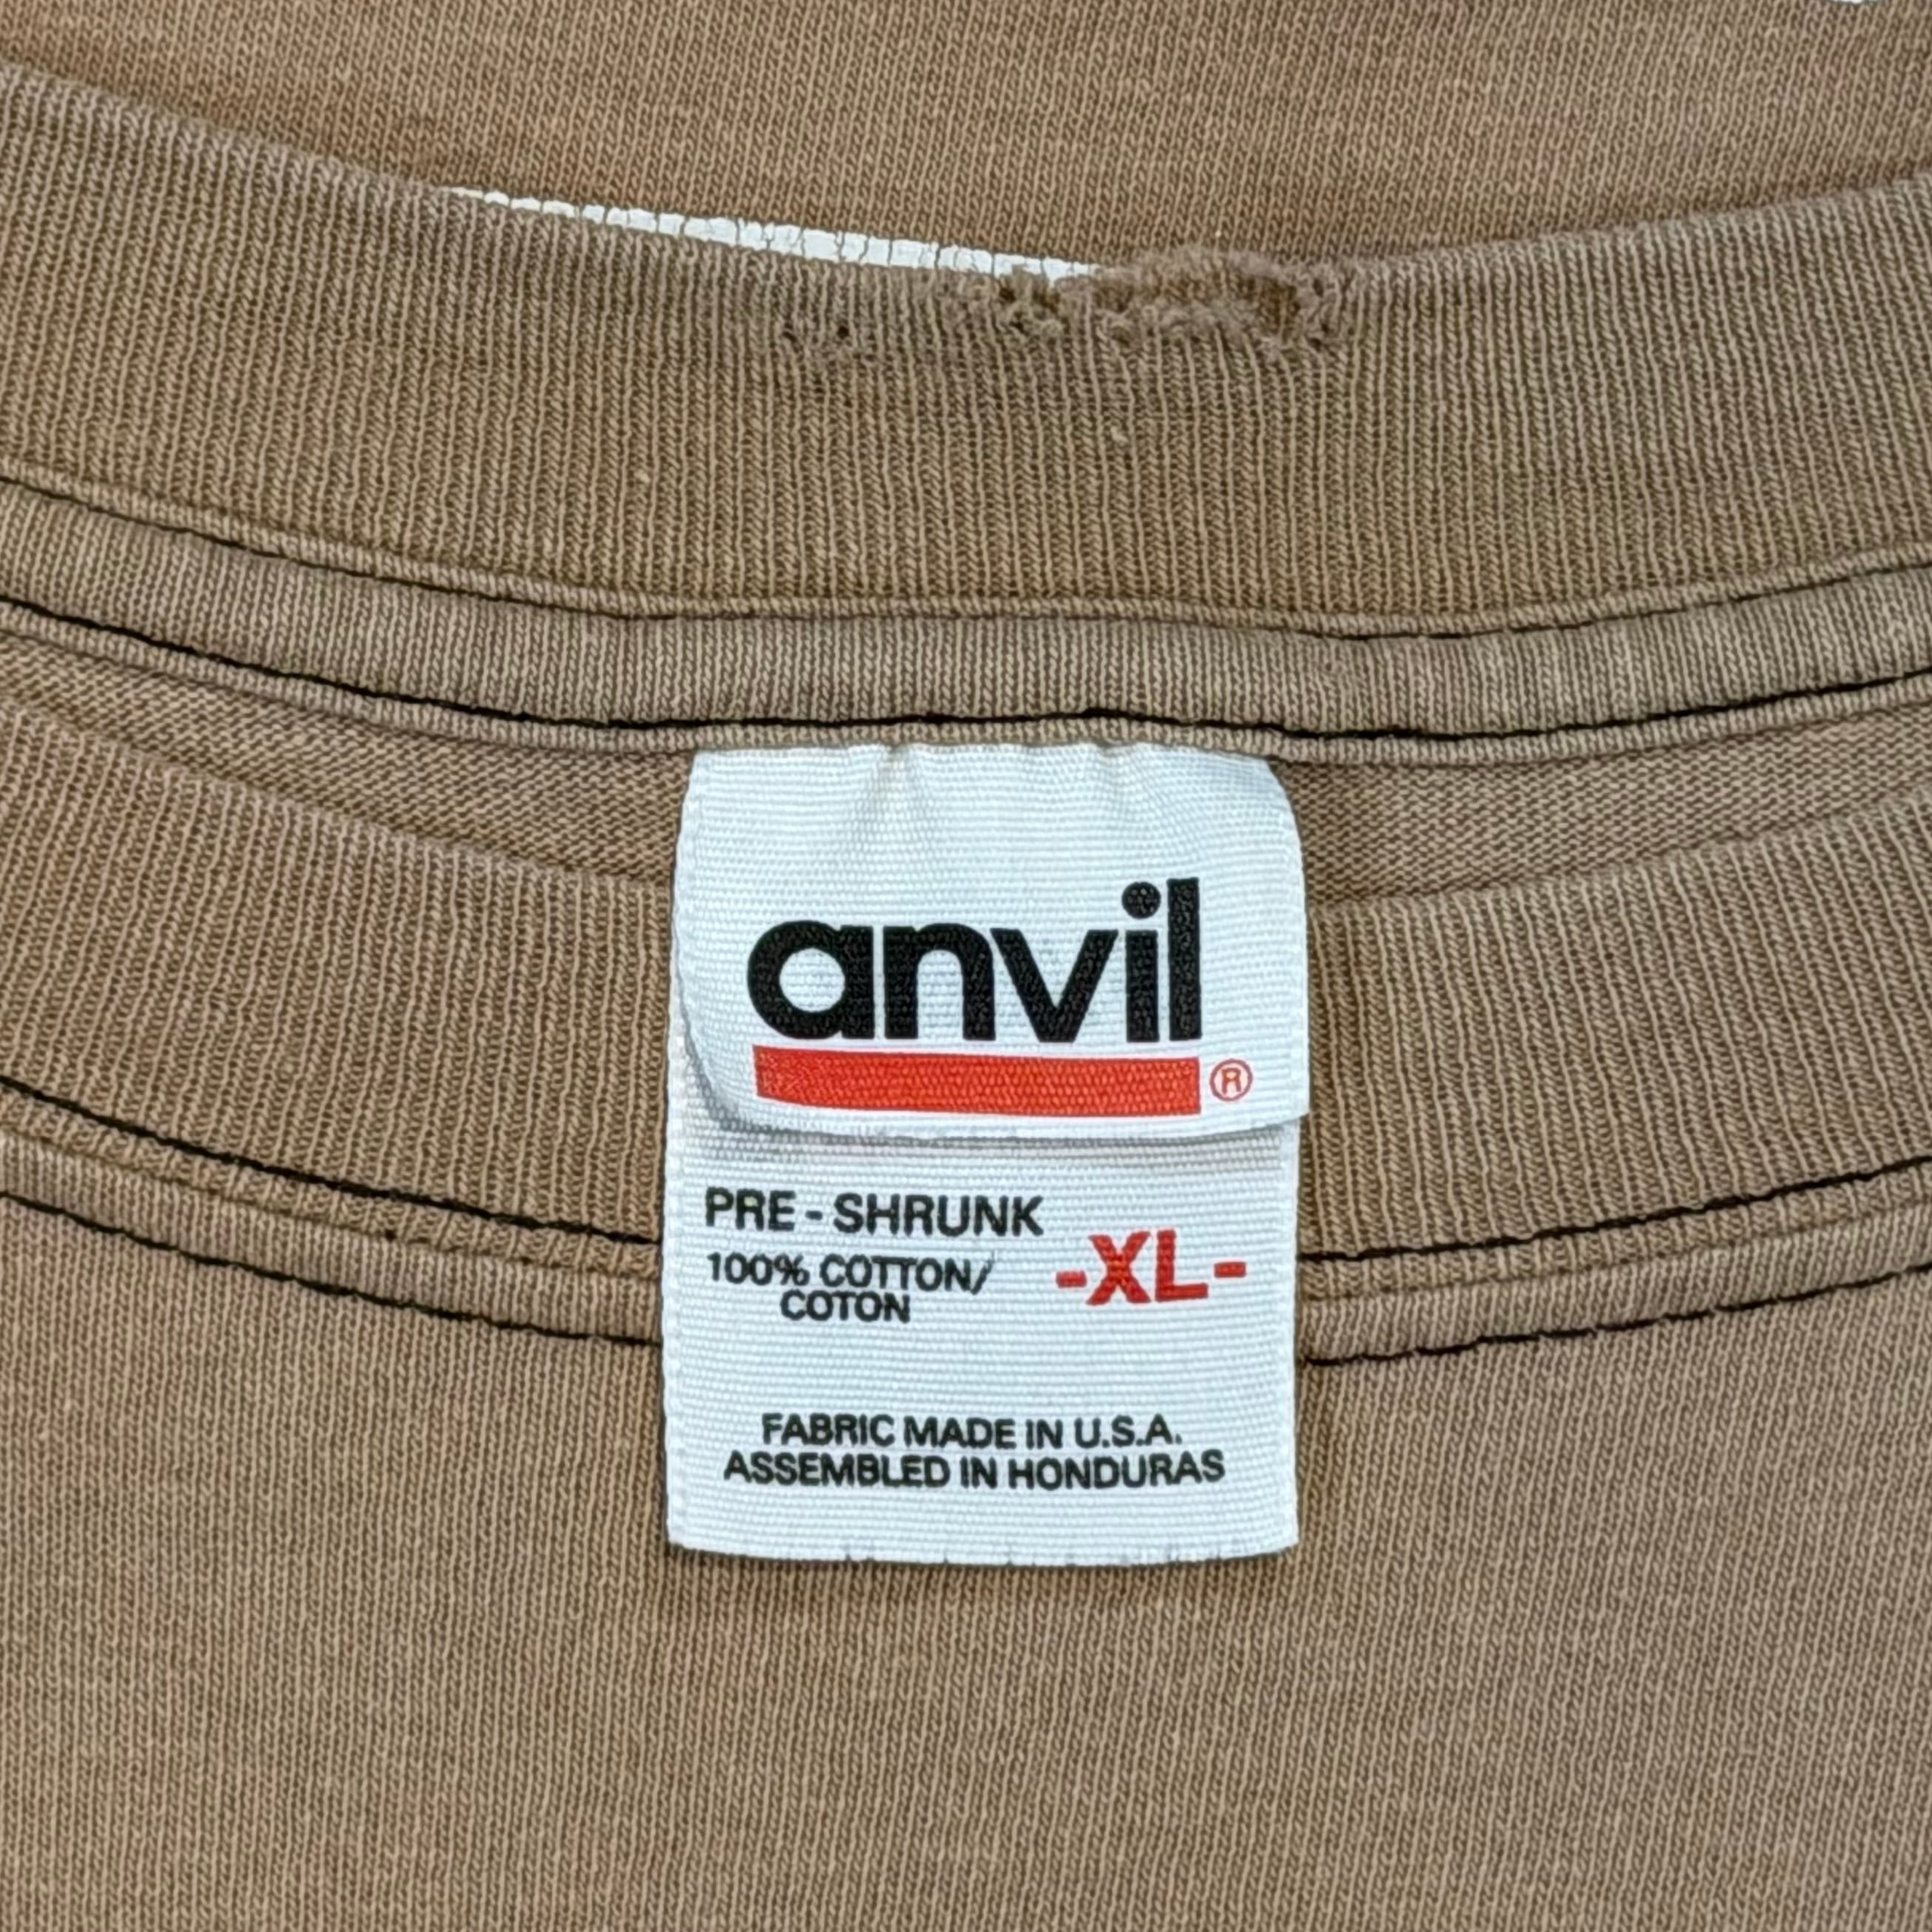 anvil
®
PRE - SHRUNK
100% COTTON/
COTON
-XL-
FABRIC MADE IN U.S.A.
ASSEMBLED IN HONDURAS